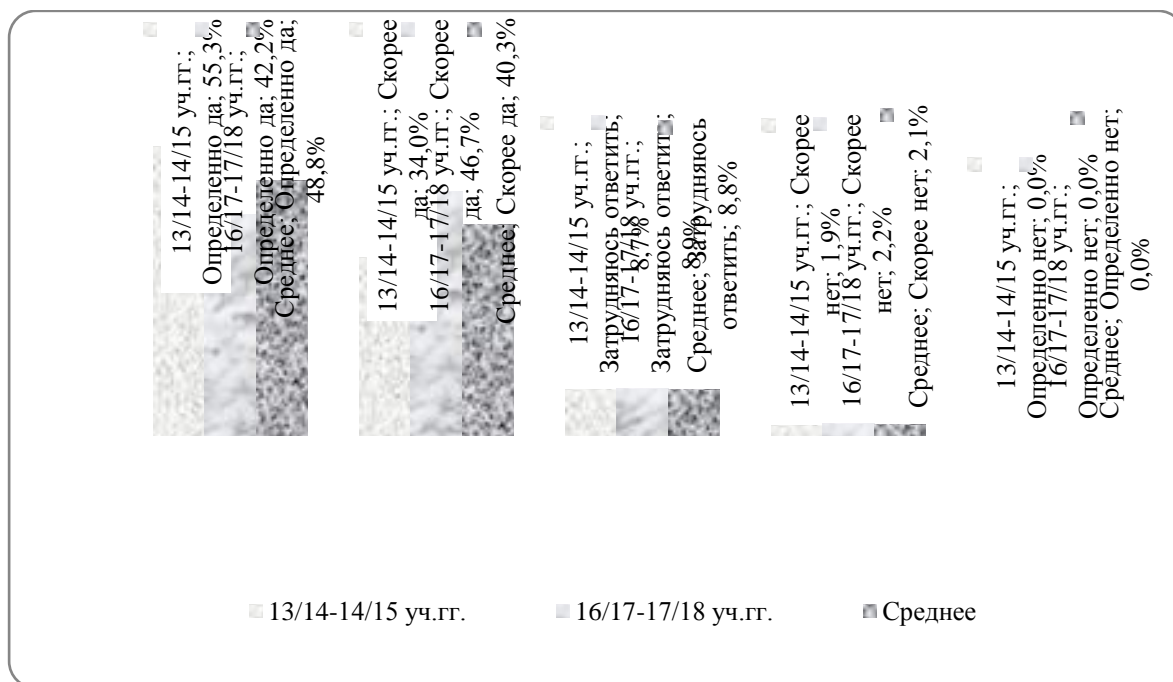 13/14-14/15 уч.гг.;
Определенно да; 55,3%
16/17-17/18 уч.гг.;
Определенно да; 42,2%
Среднее; Определенно да;
48,8%
13/14-14/15 уч.гг.; Скорее
да; 34,0%
16/17-17/18 уч.гг.; Скорее
да; 46,7%
Среднее; Скорее да; 40,3%
13/14-14/15 уч.гг.;
Затрудняюсь ответить;
8,7%
16/17-17/18 уч.гг.;
Затрудняюсь ответить;
8,9%
Среднее; Затрудняюсь
ответить; 8,8%
13/14-14/15 уч.гг.; Скорее
нет; 1,9%
16/17-17/18 уч.гг.; Скорее
нет; 2,2%
Среднее; Скорее нет; 2,1%
13/14-14/15 уч.гг.;
Определенно нет; 0,0%
16/17-17/18 уч.гг.;
Определенно нет; 0,0%
Среднее; Определенно нет;
0,0%
13/14-14/15 уч.гг.
16/17-17/18 уч.гг.
Среднее